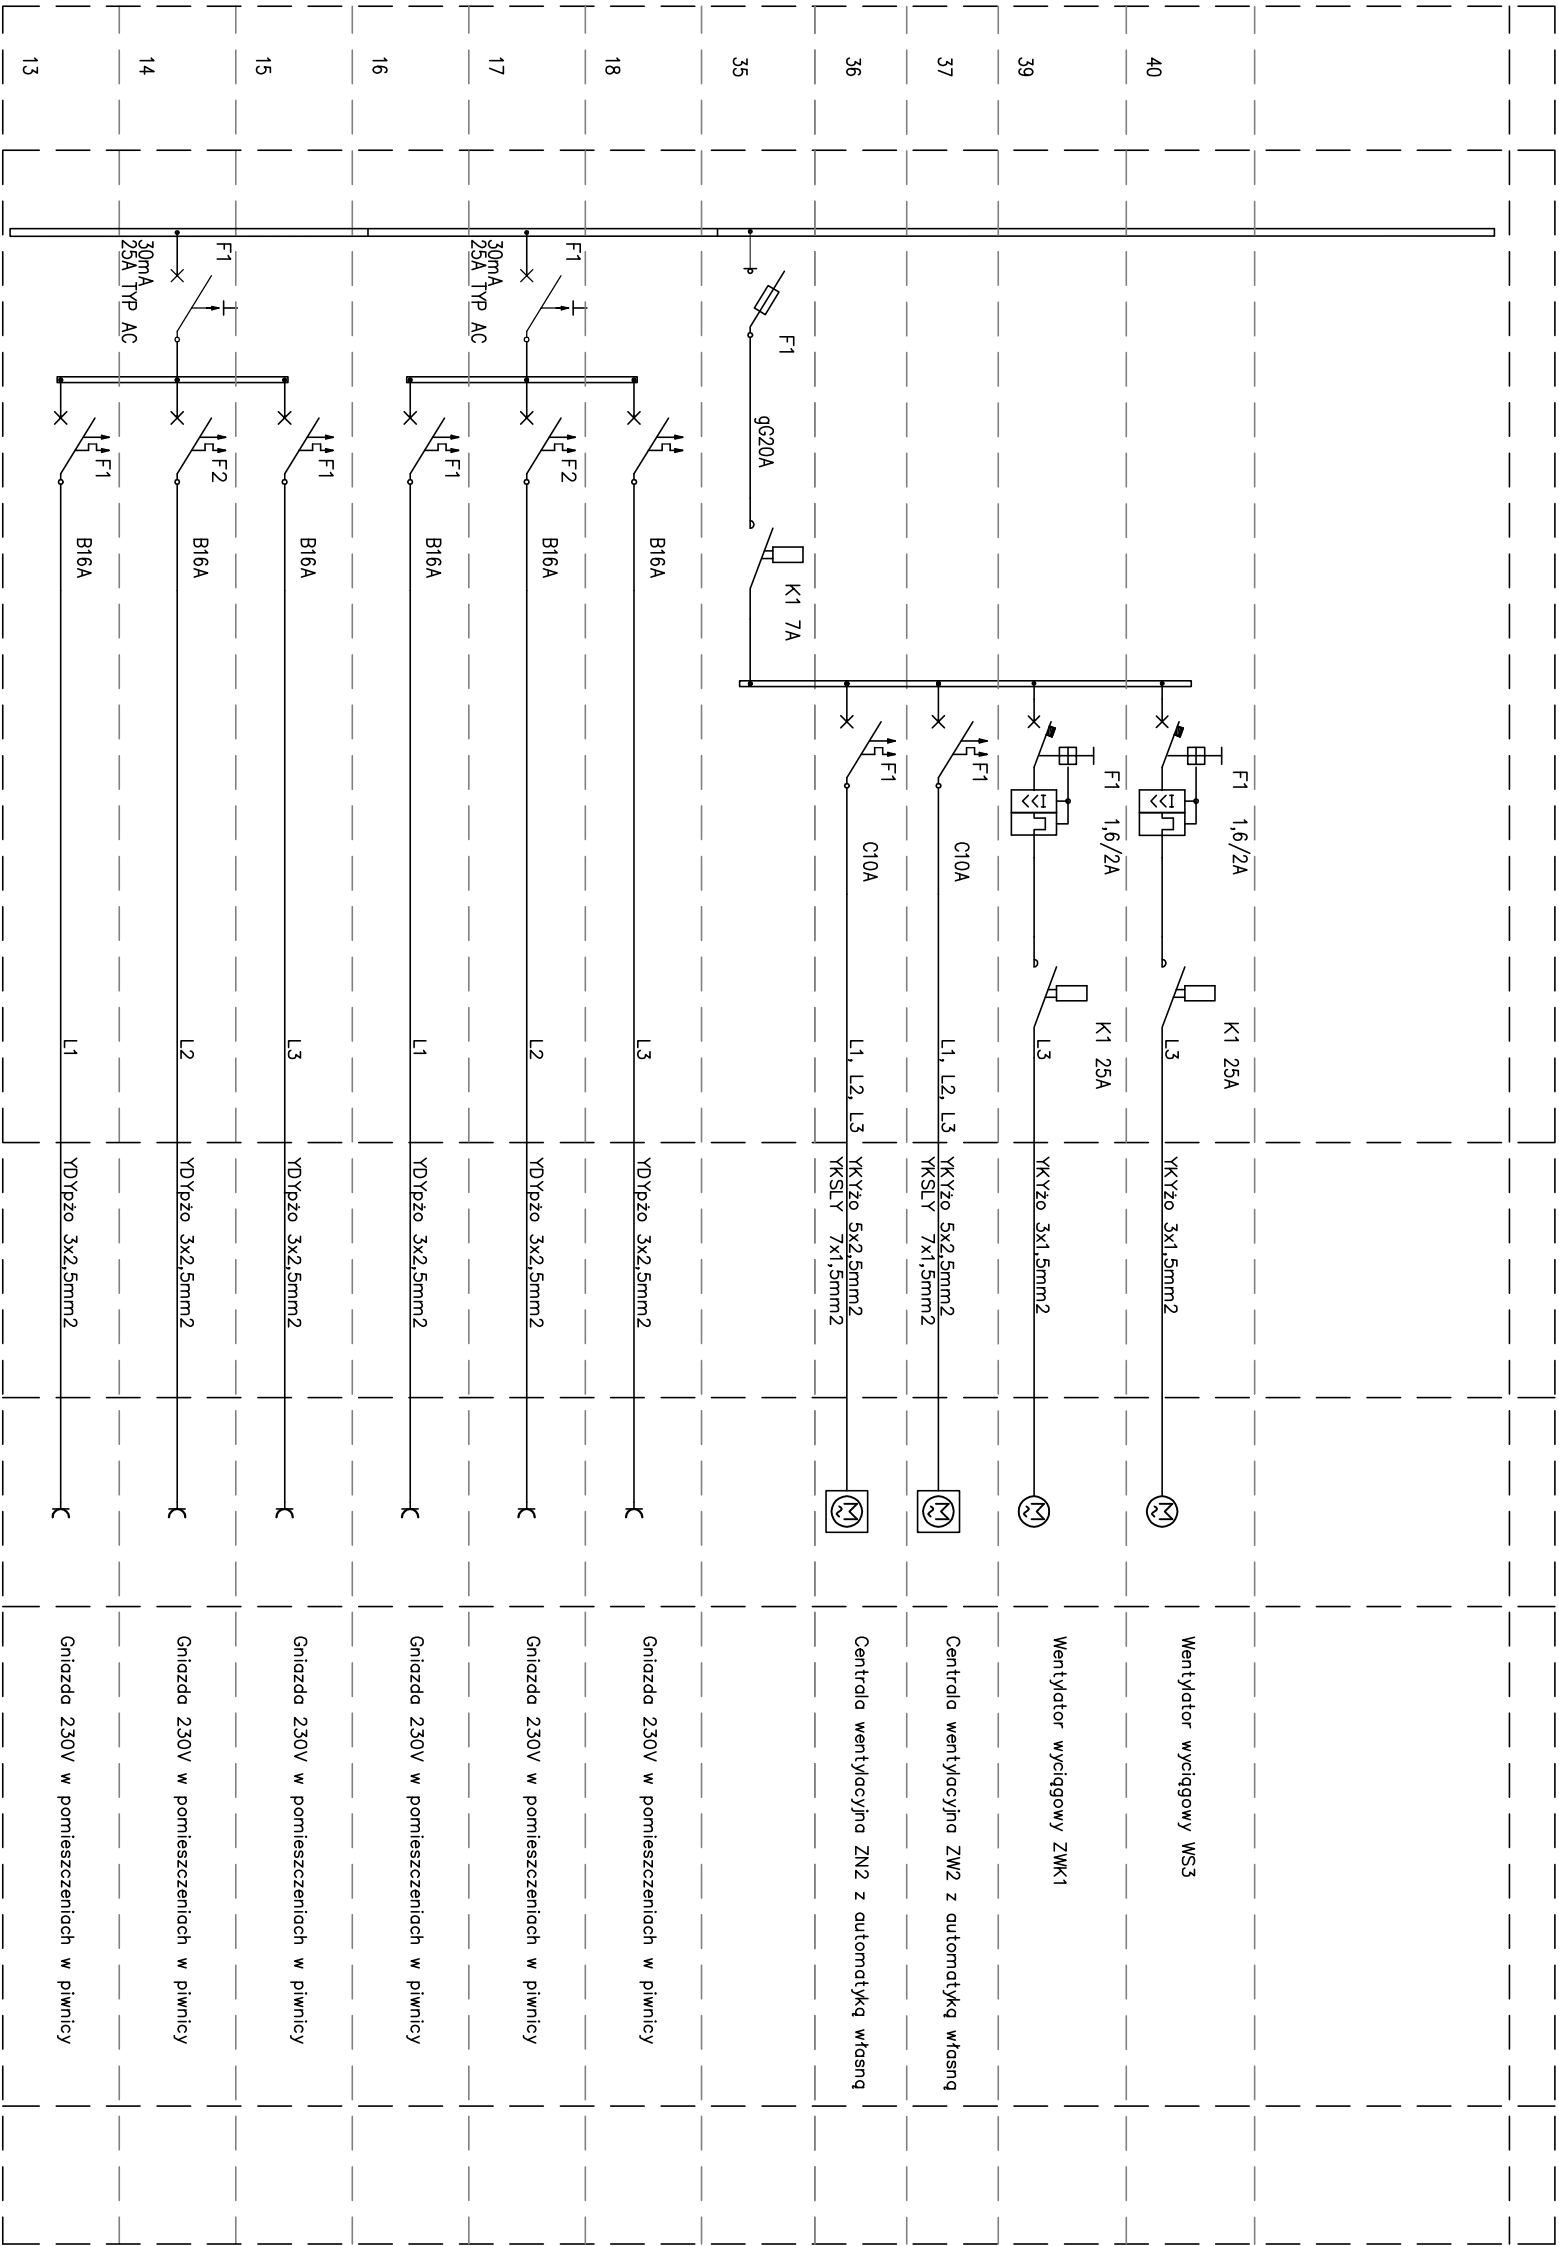 13
F1
B16A
L1
YDYpżo 3x2,5mm2
Gniazda 230V w pomieszczeniach w piwnicy
14
F1
30mA
25A TYP AC
F2
B16A
L2
YDYpżo 3x2,5mm2
Gniazda 230V w pomieszczeniach w piwnicy
15
F1
B16A
L3
YDYpżo 3x2,5mm2
Gniazda 230V w pomieszczeniach w piwnicy
16
F1
B16A
L1
YDYpżo 3x2,5mm2
Gniazda 230V w pomieszczeniach w piwnicy
17
F1
30mA
25A TYP AC
F2
B16A
L2
YDYpżo 3x2,5mm2
Gniazda 230V w pomieszczeniach w piwnicy
18
B16A
L3
YDYpżo 3x2,5mm2
Gniazda 230V w pomieszczeniach w piwnicy
35
F1
gG20A
K1 7A
36
F1
C10A
L1, L2, L3
YKYżo 5x2,5mm2
YKSLY 7x1,5mm2
M
~
Centrala wentylacyjna ZN2 z automatyką własną
37
F1
C10A
L1, L2, L3
YKYżo 5x2,5mm2
YKSLY 7x1,5mm2
M
~
Centrala wentylacyjna ZW2 z automatyką własną
39
F1 1,6/2A
I>>
K1 25A
L3
YKYżo 3x1,5mm2
M
~
Wentylator wyciągowy ZWK1
40
F1 1,6/2A
I>>
K1 25A
L3
YKYżo 3x1,5mm2
M
~
Wentylator wyciągowy WS3